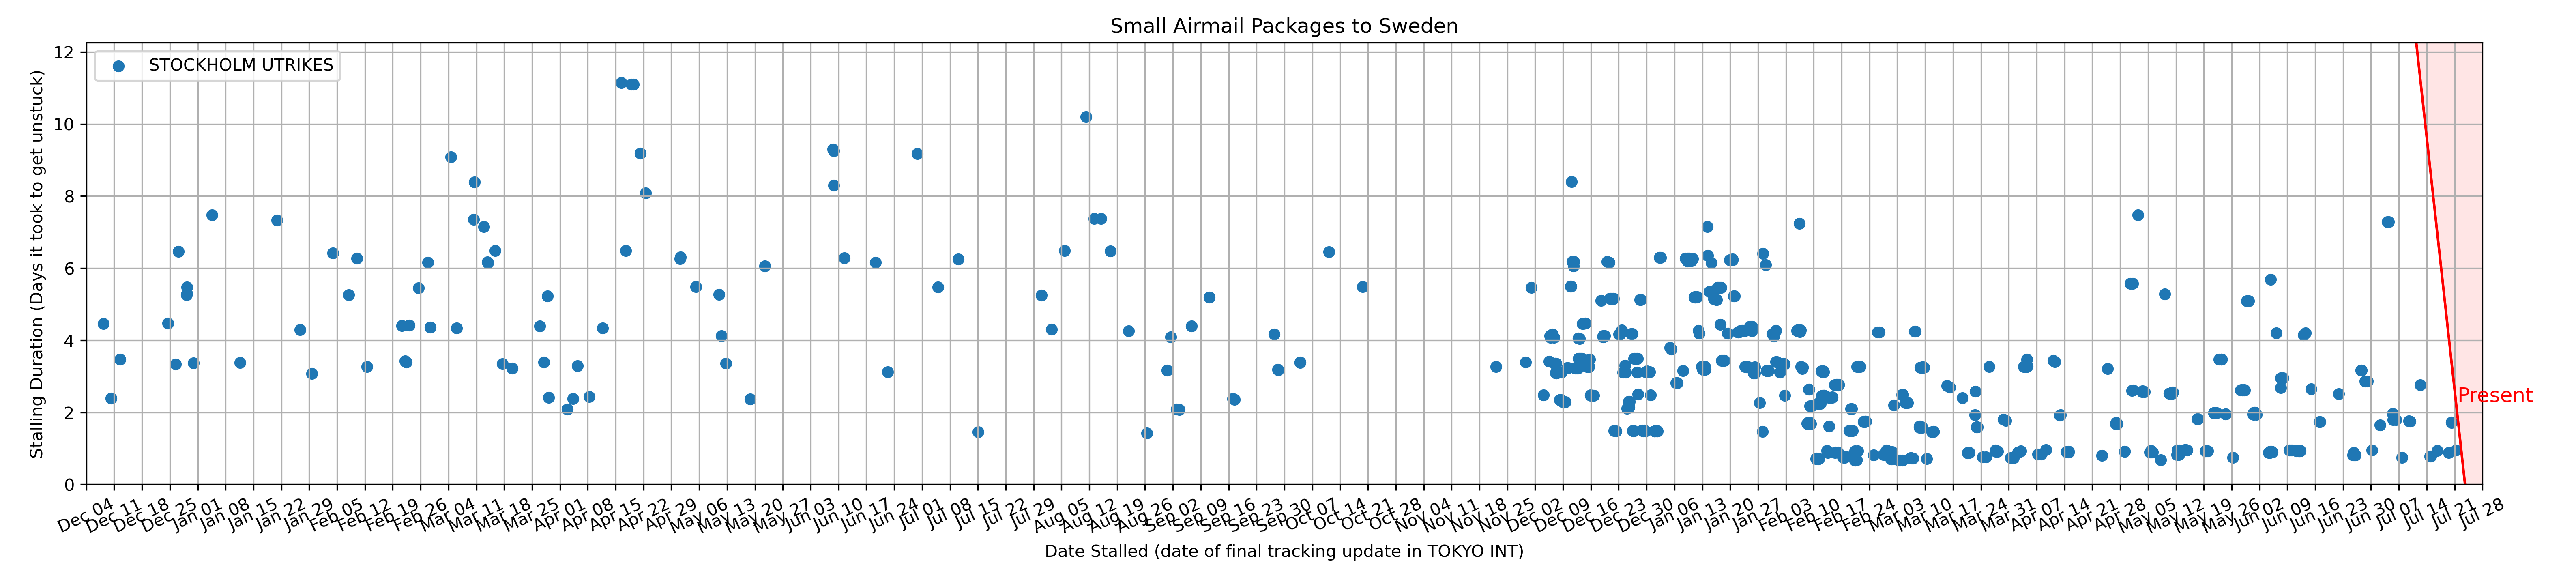 Small Airmail Packages to Sweden
STOCKHOLM UTRIKES
Stalling Duration (Days it took to get unstuck)
12
10
8
6
4
2
0
Present
Dec 04
Dec 11
Dec 18
Dec 25
Jan 01
Jan 08
Jan 15
Jan 22
Jan 29
Feb 05
Feb 12
Feb 19
Feb 26
Mar 04
Mar 11
Mar 18
Mar 25
Apr 01
Apr 08
Apr 15
Apr 22
Apr 29
May 06
May 13
May 20
May 27
Jun 03
Jun 10
Jun 17
Jun 24
Jul 01
Jul 08
Jul 15
Jul 22
Jul 29
Aug 05
Aug 12
Aug 19
Aug 26
Sep 02
Sep 09
Sep 16
Sep 23
Sep 30
Oct 07
Oct 14
Oct 21
Oct 28
Nov 04
Nov 11
Nov 18
Nov 25
Dec 02
Dec 09
Dec 16
Dec 23
Dec 30
Jan 06
Jan 13
Jan 20
Jan 27
Feb 03
Feb 10
Feb 17
Feb 24
Mar 03
Mar 10
Mar 17
Mar 24
Mar 31
Apr 07
Apr 14
Apr 21
Apr 28
May 05
May 12
May 19
May 26
Jun 02
Jun 09
Jun 16
Jun 23
Jun 30
Jul 07
Jul 14
Jul 21
Jul 28
Date Stalled (date of final tracking update in TOKYO INT)